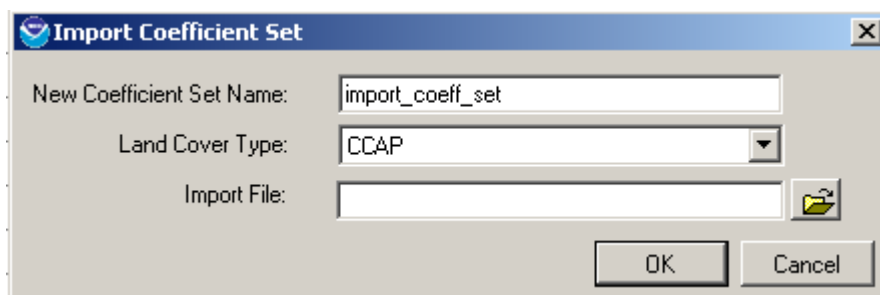 Import Coefficient Set
New Coefficient Set Name: import_coeff_set
Land Cover Type: CCAP
Import File:
OK Cancel